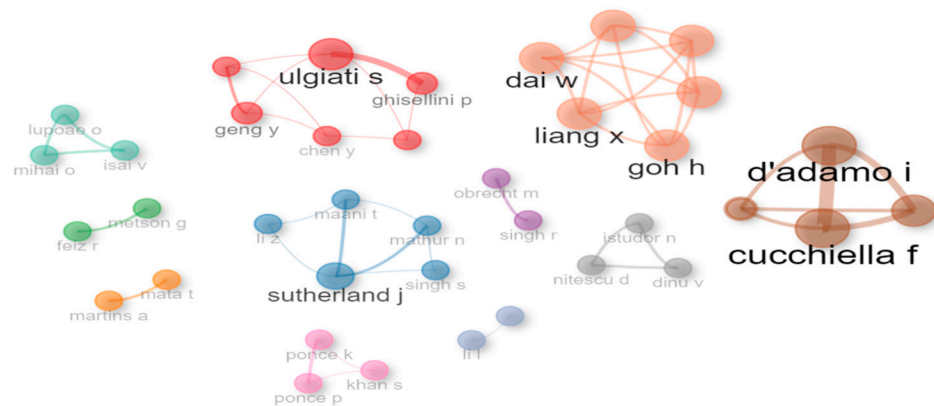 ulgiati s
dai w
ghisellini p
lupoae o
geng y
liang x
chen y
mihai o
isai v
goh h
d'adamo i
obrecht m
metson g
maani t
li z
mathur n
singh r
istudor n
feiz r
cucchiella f
nitescu d
dinu v
mata t
sutherland j
singh s
martins a
ponce k
li l
khan s
ponce p